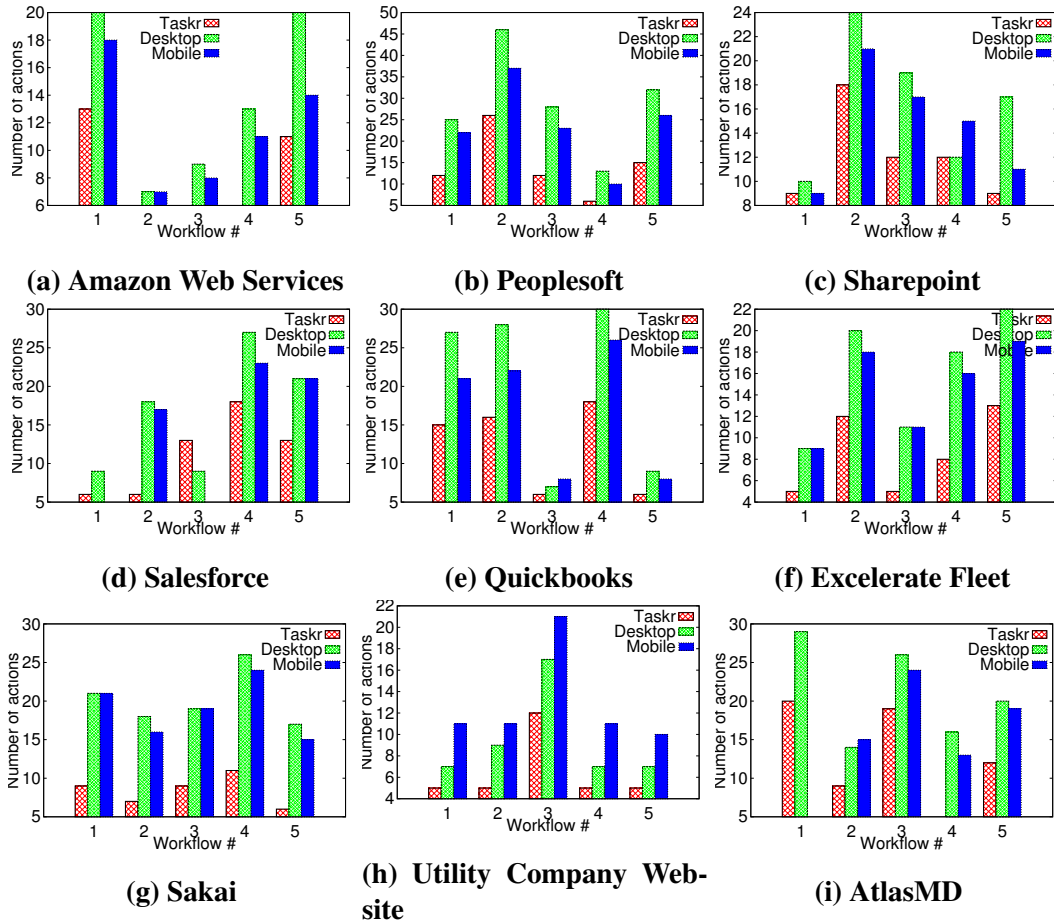 20
18
16
14
12
10
8
6
Number of actions
Taskr
Desktop
Mobile
1 2 3 4 5
Workflow #
(a) Amazon Web Services
50
45
40
35
30
25
20
15
10
5
Number of actions
Taskr
Desktop
Mobile
1 2 3 4 5
Workflow #
(b) Peoplesoft
24
22
20
18
16
14
12
10
8
Number of actions
Taskr
Desktop
Mobile
1 2 3 4 5
Workflow #
(c) Sharepoint
30
25
20
15
10
5
Number of actions
Taskr
Desktop
Mobile
1 2 3 4 5
Workflow #
(d) Salesforce
30
25
20
15
10
5
Number of actions
Taskr
Desktop
Mobile
1 2 3 4 5
Workflow #
(e) Quickbooks
22
20
18
16
14
12
10
8
6
4
Number of actions
Taskr
Desktop
Mobile
1 2 3 4 5
Workflow #
(f) Excelerate Fleet
30
25
20
15
10
5
Number of actions
Taskr
Desktop
Mobile
1 2 3 4 5
Workflow #
(g) Sakai
22
20
18
16
14
12
10
8
6
4
Number of actions
Taskr
Desktop
Mobile
1 2 3 4 5
Workflow #
(h) Utility Company Web-
site
30
25
20
15
10
5
Number of actions
Taskr
Desktop
Mobile
1 2 3 4 5
Workflow #
(i) AtlasMD